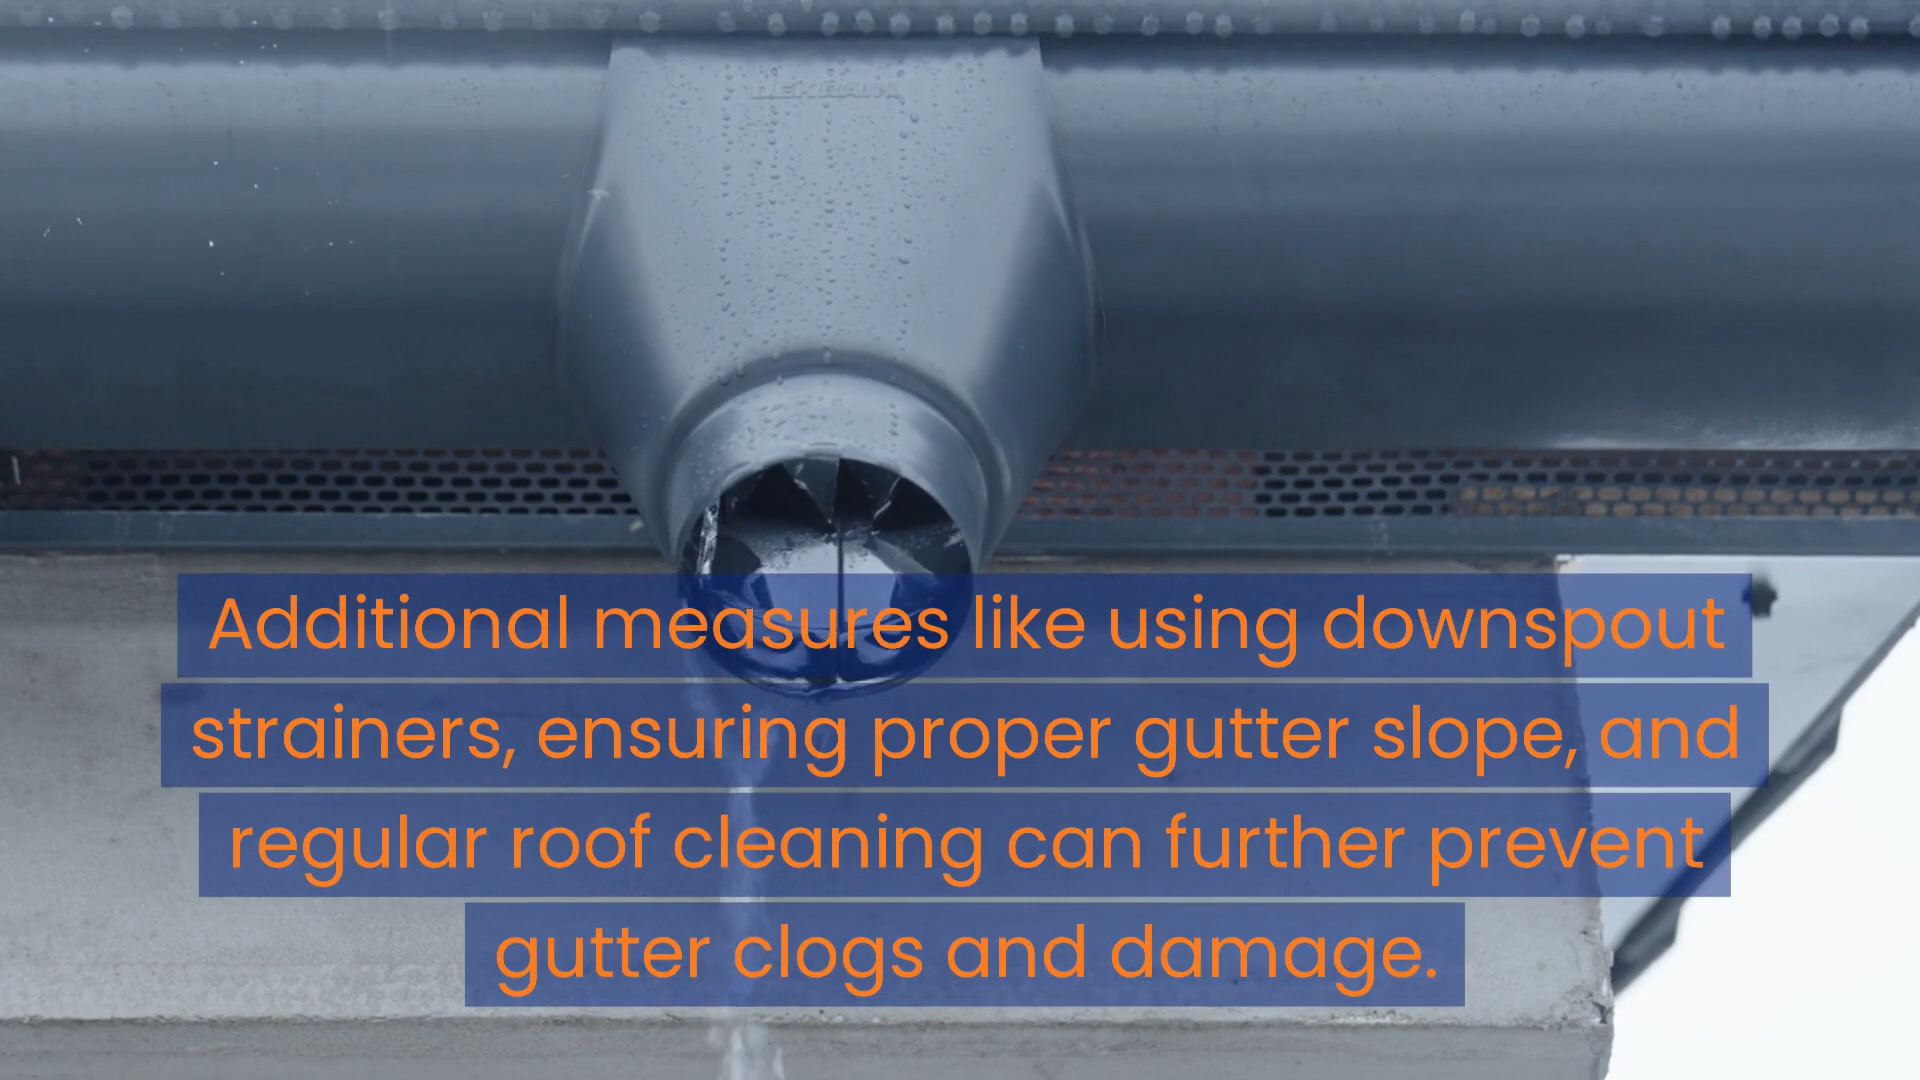 Additional measures like using downspout
strainers, ensuring proper gutter slope, and
regular roof cleaning can further prevent
gutter clogs and damage.